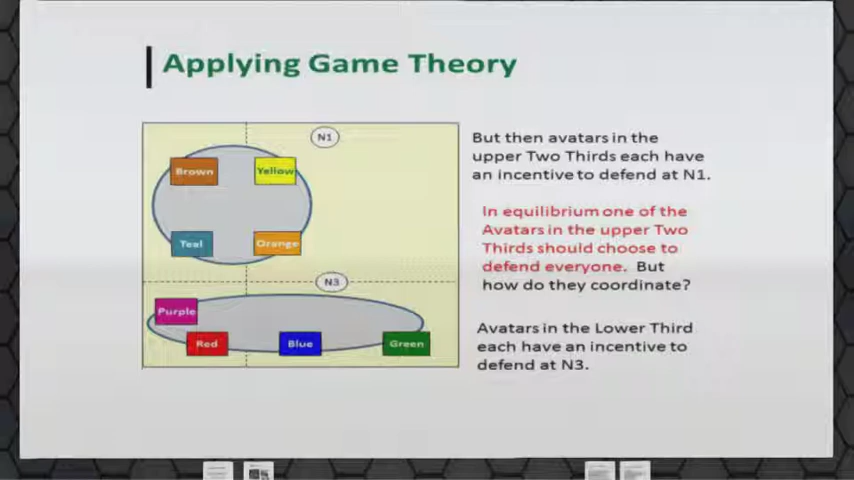 Applying Game Theory
N1
Brown
Yellow
Teal
Orange
N3
Purple
Red
Blue
Green
But then avatars in the
upper Two Thirds each have
an incentive to defend at N1.
In equilibrium one of the
Avatars in the upper Two
Thirds should choose to
defend everyone. But
how do they coordinate?
Avatars in the Lower Third
each have an incentive to
defend at N3.